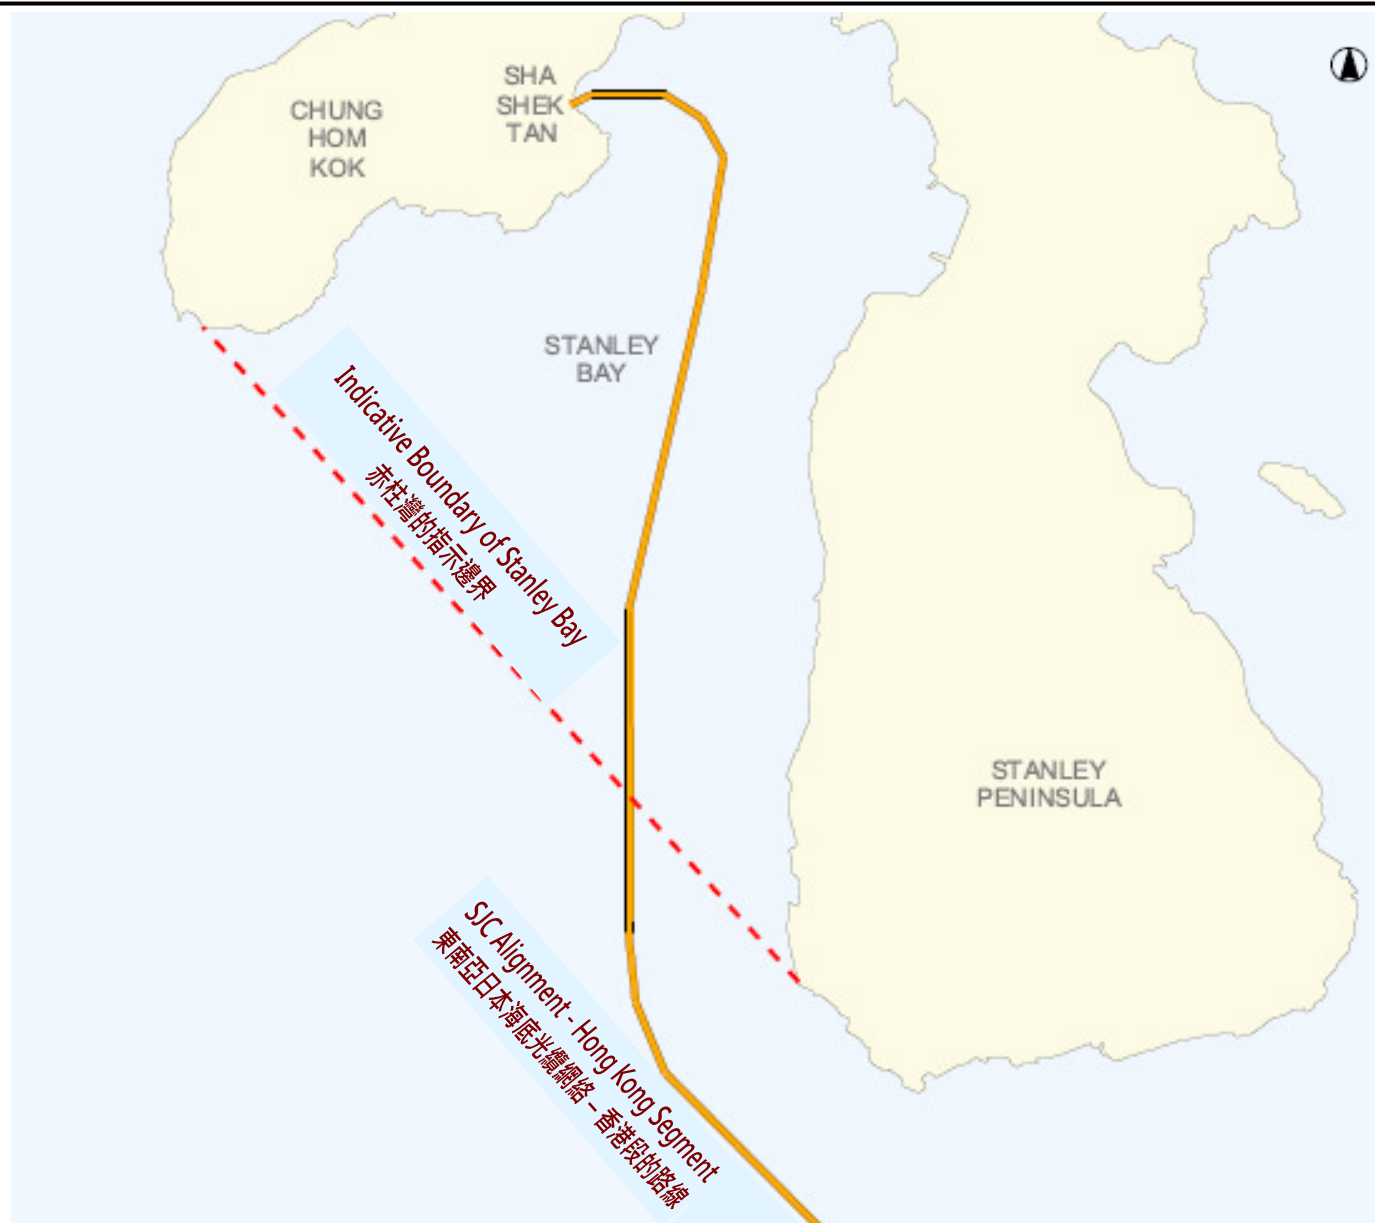 SHA
SHEK
TAN
CHUNG
HOM
KOK
STANLEY
BAY
Indicative Boundary of Stanley Bay
赤柱灣的指示邊界
STANLEY
PENINSULA
SJC Alignment - Hong Kong Segment
東南亞日本海底光纜網絡 – 香港段的路線